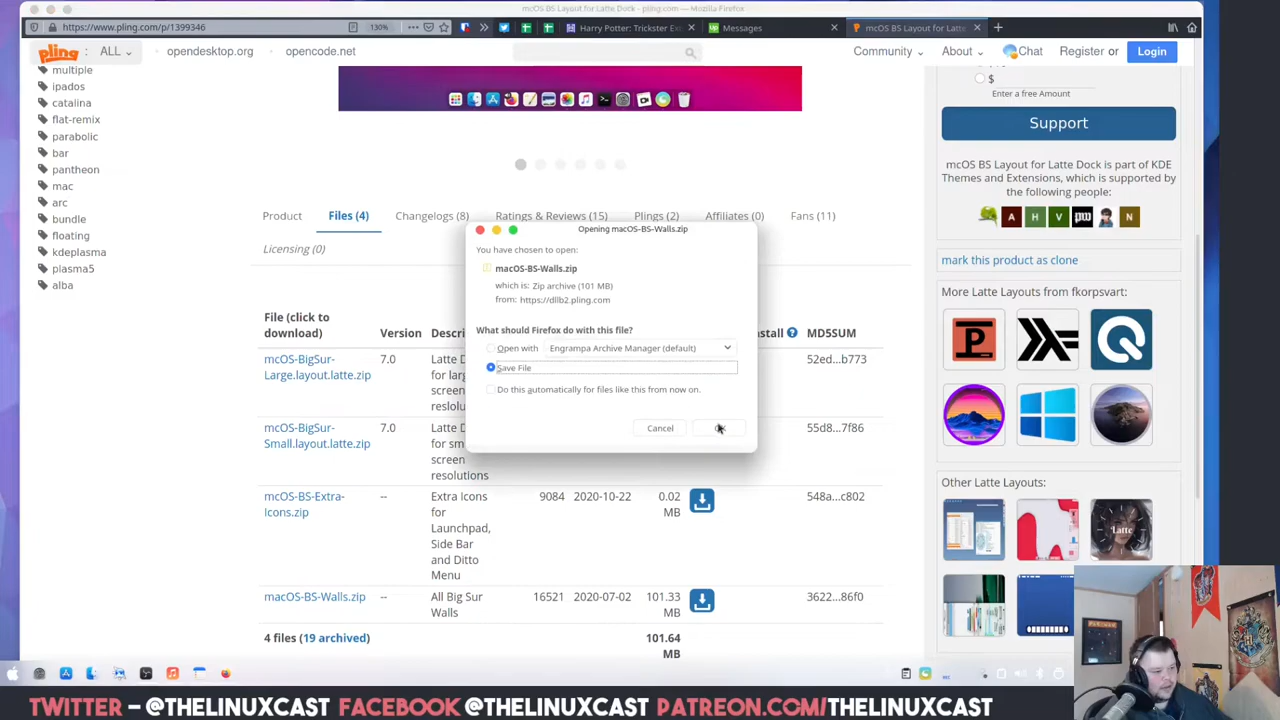 mcOS BS Layout for Latte Dock - pling.com — Mozilla Firefox
https://www.pling.com/p/1399346
130%
Harry Potter: Trickster Ex
Messages
mcOS BS Layout for Latte
pling
ALL
opendesktop.org
opencode.net
Community
About
Chat
Register or
Login
multiple
ipados
catalina
flat-remix
parabolic
bar
pantheon
mac
arc
bundle
floating
kdeplasma
plasma5
alba
$
Enter a free Amount
Support
mcOS BS Layout for Latte Dock is part of KDE
Themes and Extensions, which is supported by
the following people:
A
H
V
N
mark this product as clone
More Latte Layouts from fkorpsvart:
Other Latte Layouts:
Latte
Product
Files (4)
Changelogs (8)
Ratings & Reviews (15)
Plings (2)
Affiliates (0)
Fans (11)
Licensing (0)
Opening macOS-BS-Walls.zip
You have chosen to open:
macOS-BS-Walls.zip
which is: Zip archive (101 MB)
from: https://dllb2.pling.com
What should Firefox do with this file?
Open with
Engrampa Archive Manager (default)
Save File
Do this automatically for files like this from now on.
Cancel
File (click to
download)
Version
MD5SUM
mcOS-BigSur-
Large.layout.latte.zip
7.0
52ed...b773
mcOS-BigSur-
Small.layout.latte.zip
7.0
screen
resolutions
55d8...7f86
mcOS-BS-Extra-
Icons.zip
--
Extra Icons
for
Launchpad,
Side Bar
and Ditto
Menu
9084
2020-10-22
0.02
MB
548a...c802
macOS-BS-Walls.zip
--
All Big Sur
Walls
16521
2020-07-02
101.33
MB
3622...86f0
4 files (19 archived)
101.64
MB
TWITTER – @THELINUXCAST FACEBOOK @THELINUXCAST PATREON.COM/THELINUXCAST